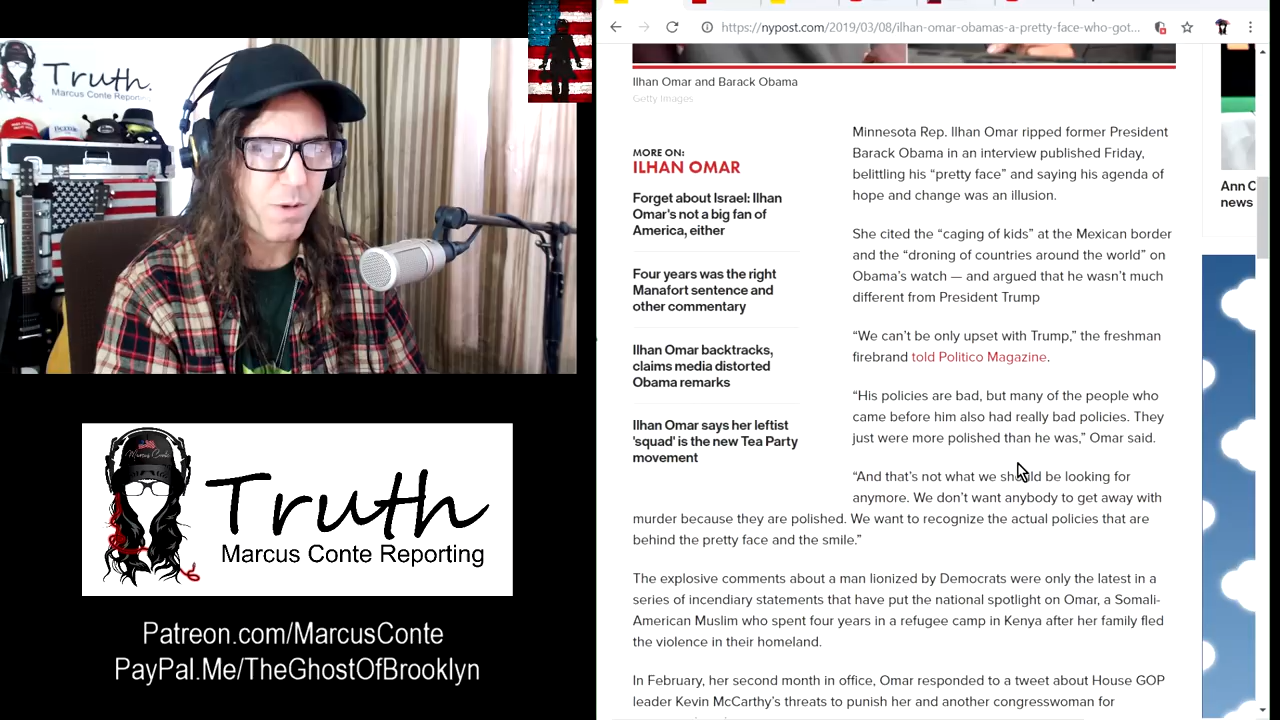 Truth.
Marcus Conte Reporting
Marcus Conte
Truth
Marcus Conte Reporting
Patreon.com/MarcusConte
PayPal.Me/TheGhostOfBrooklyn
https://nypost.com/2019/03/08/ilhan-omar-obamas-a-pretty-face-who-got...
Ilhan Omar and Barack Obama
Getty Images
MORE ON:
ILHAN OMAR
Forget about Israel: Ilhan
Omar's not a big fan of
America, either
Four years was the right
Manafort sentence and
other commentary
Ilhan Omar backtracks,
claims media distorted
Obama remarks
Ilhan Omar says her leftist
'squad' is the new Tea Party
movement
Minnesota Rep. Ilhan Omar ripped former President
Barack Obama in an interview published Friday,
belittling his “pretty face” and saying his agenda of
hope and change was an illusion.
She cited the “caging of kids” at the Mexican border
and the “droning of countries around the world” on
Obama’s watch — and argued that he wasn’t much
different from President Trump
“We can’t be only upset with Trump,” the freshman
firebrand told Politico Magazine.
“His policies are bad, but many of the people who
came before him also had really bad policies. They
just were more polished than he was,” Omar said.
“And that’s not what we should be looking for
anymore. We don’t want anybody to get away with
murder because they are polished. We want to recognize the actual policies that are
behind the pretty face and the smile.”
The explosive comments about a man lionized by Democrats were only the latest in a
series of incendiary statements that have put the national spotlight on Omar, a Somali-
American Muslim who spent four years in a refugee camp in Kenya after her family fled
the violence in their homeland.
In February, her second month in office, Omar responded to a tweet about House GOP
leader Kevin McCarthy’s threats to punish her and another congresswoman for
Ann C
news